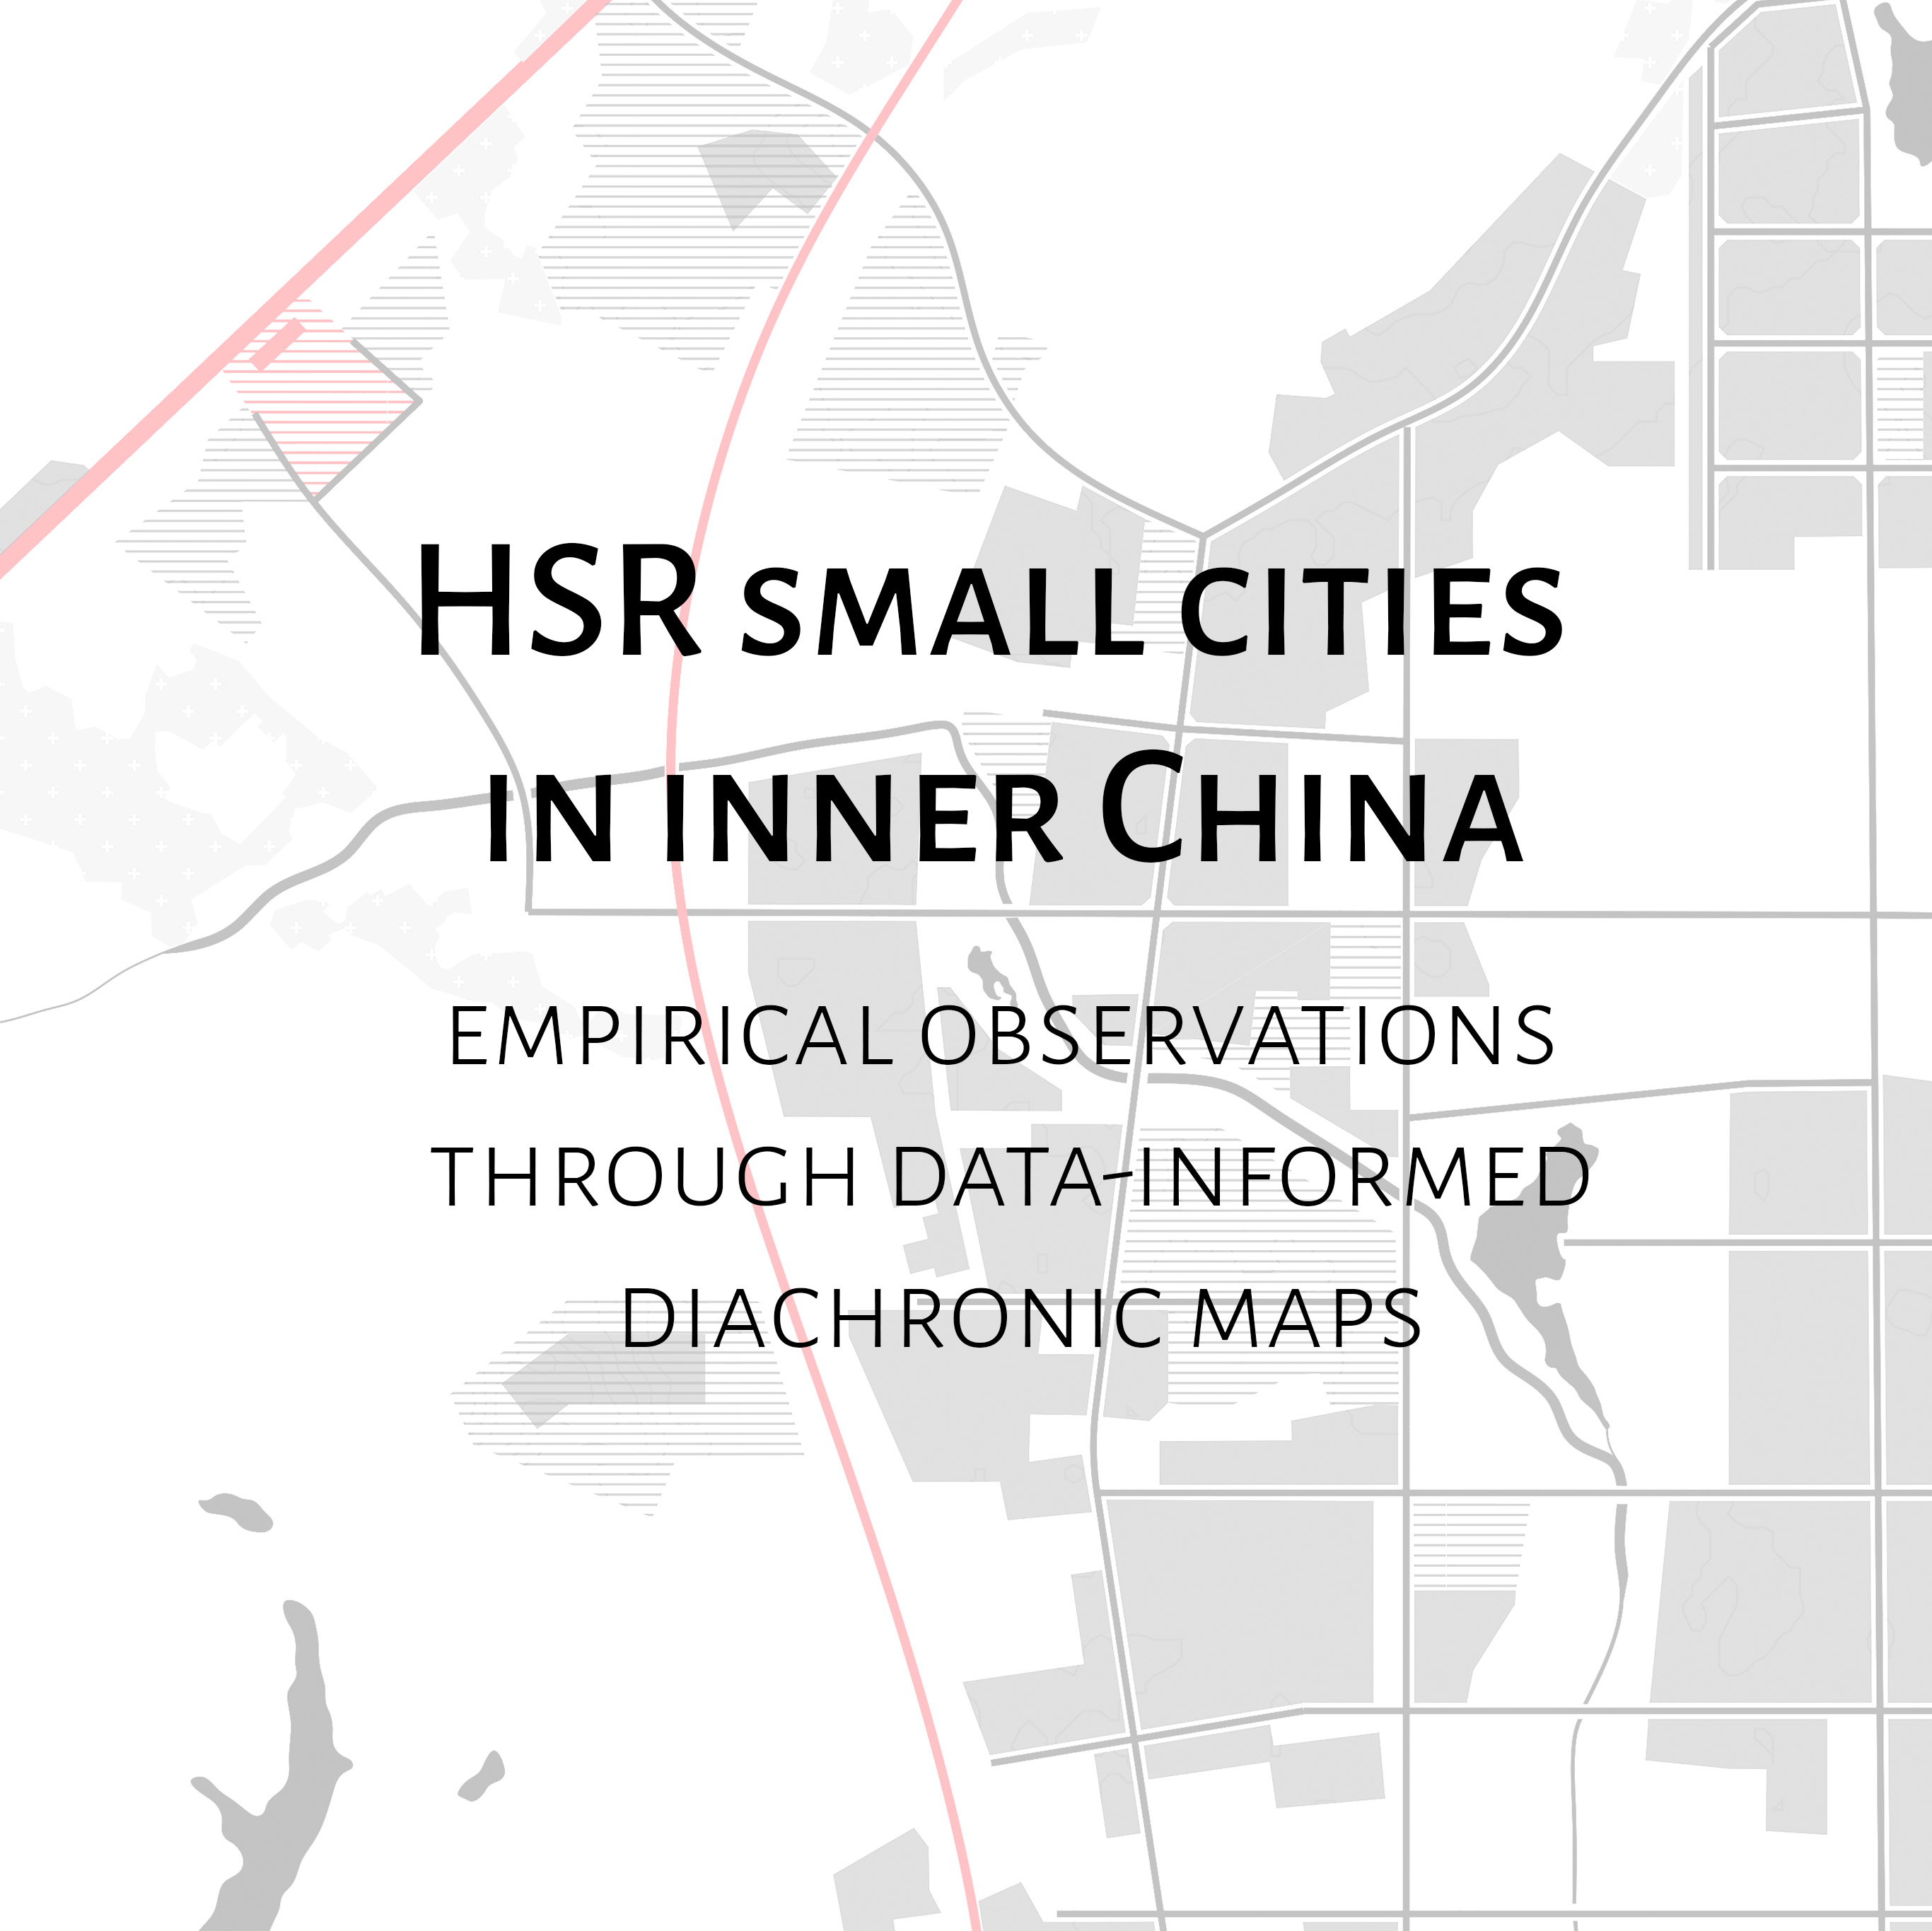 HSR SMALL CITIES
IN INNER CHINA
EMPIRICAL OBSERVATIONS
THROUGH DATA-INFORMED
DIACHRONIC MAPS